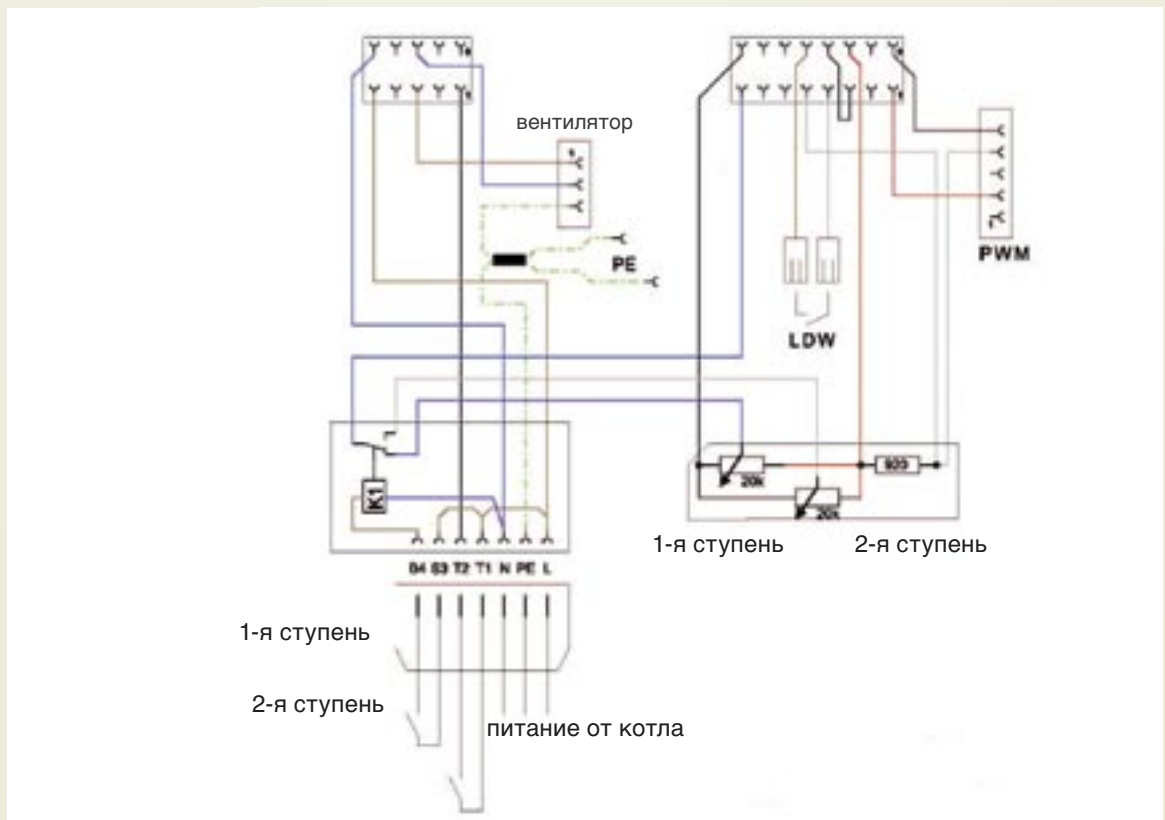 вентилятор
PE
PWM
LDW
K1
20k
20k
1-я ступень
2-я ступень
B4 S3 T2 T1 N PE L
1-я ступень
2-я ступень
питание от котла